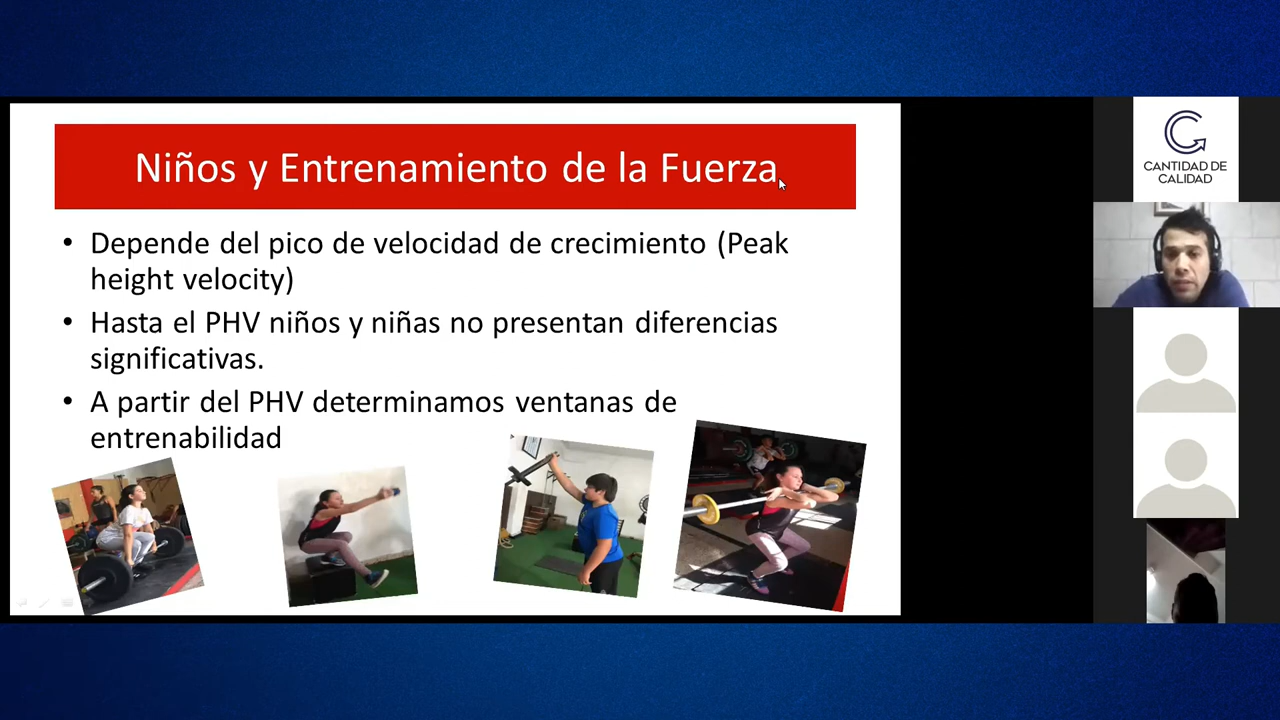 Niños y Entrenamiento de la Fuerza
• Depende del pico de velocidad de crecimiento (Peak
height velocity)
• Hasta el PHV niños y niñas no presentan diferencias
significativas.
• A partir del PHV determinamos ventanas de
entrenabilidad
CANTIDAD DE
CALIDAD